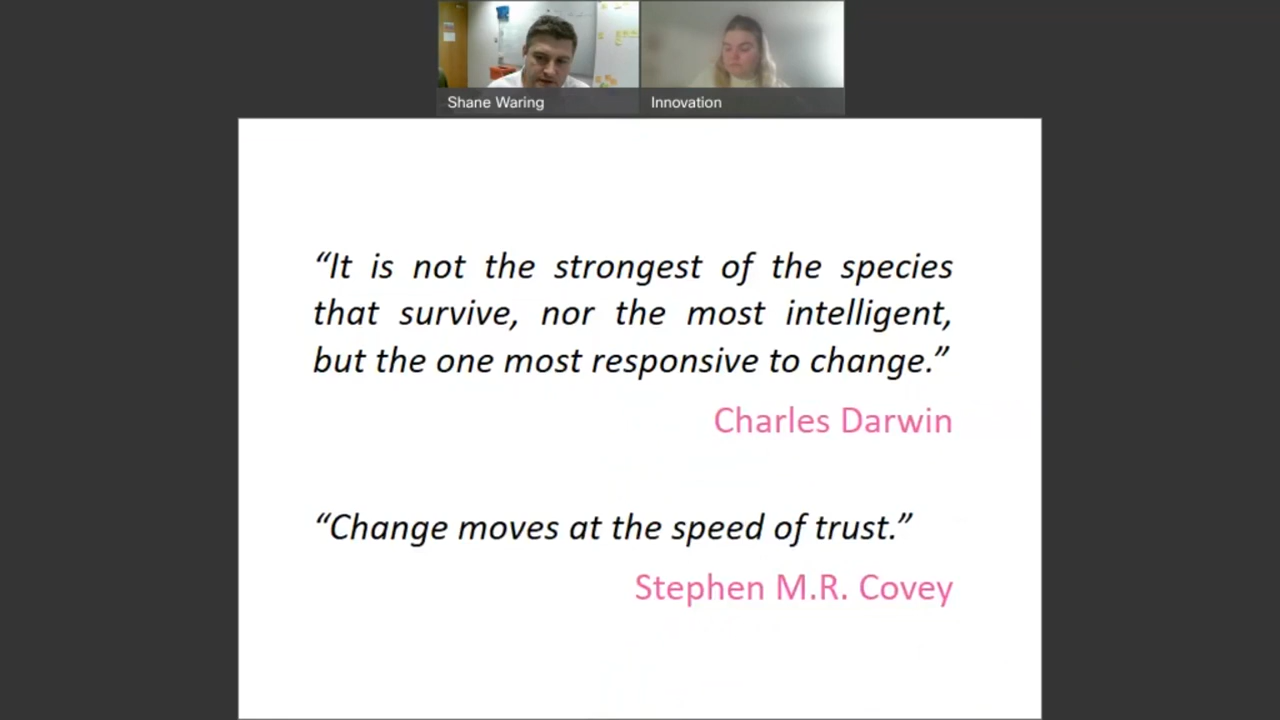 Shane Waring
Innovation
“It is not the strongest of the species
that survive, nor the most intelligent,
but the one most responsive to change.”
Charles Darwin
“Change moves at the speed of trust.”
Stephen M.R. Covey